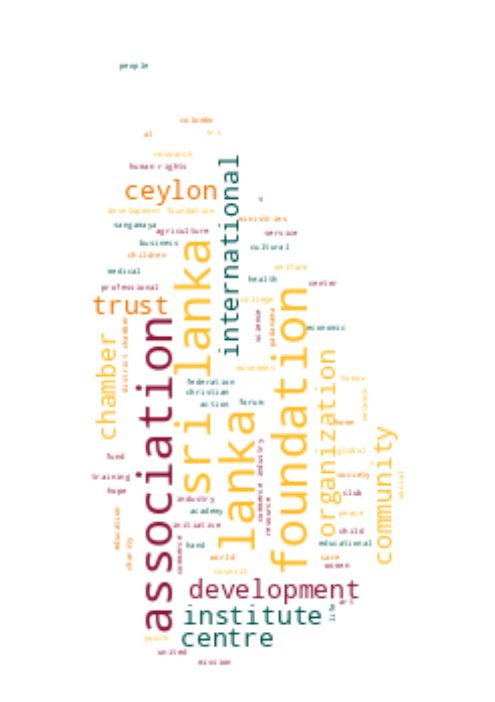 people
colombo
al
sri
research
human rights
international
ceylon
s
development foundation
ministries
sangamaya
agriculture
service
business
cultural
sri lanka
children
welfare
medical
health
professional
center
foundation
trust
college
science
padanama
association
district chamber
economic
chamber
organization
movement
federation
human
christian
network
action
forum
lanka
home
community
commerce industry
global
fund
society
training
social
hope
club
industry
resource
academy
peace
education
initiative
child
charity
commerce
hand
educational
world
care
council
women
development
art
institute
life
youth
centre
united
mission